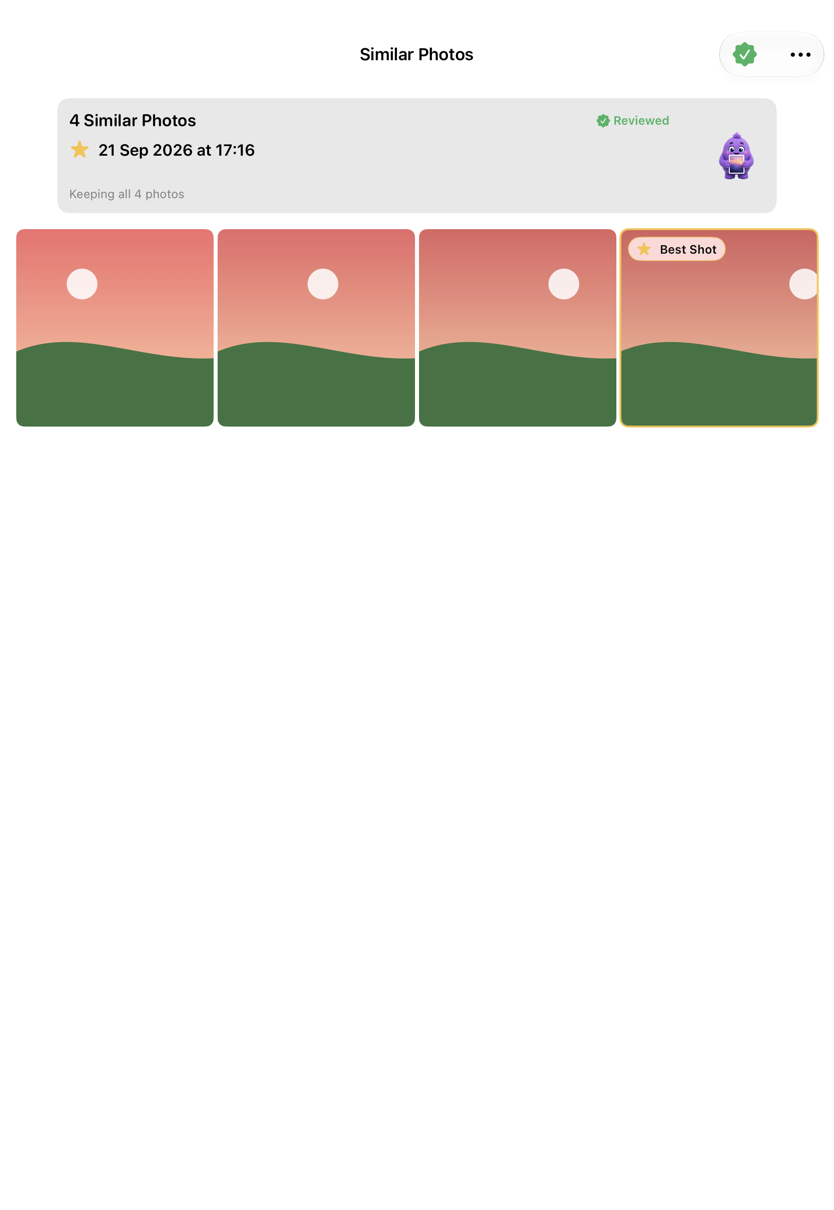 Similar Photos
4 Similar Photos
Reviewed
21 Sep 2026 at 17:16
Keeping all 4 photos
Best Shot